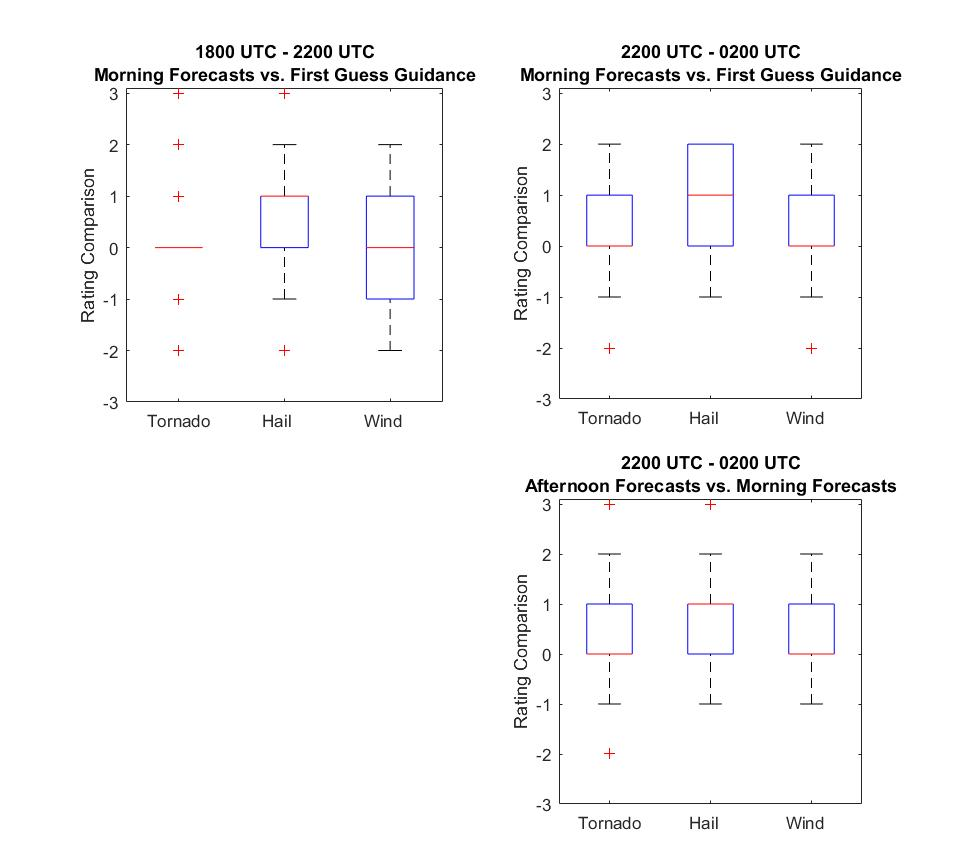 1800 UTC - 2200 UTC
Morning Forecasts vs. First Guess Guidance
3
2
1
0
-1
-2
-3
Rating Comparison
Tornado Hail Wind
2200 UTC - 0200 UTC
Morning Forecasts vs. First Guess Guidance
3
2
1
0
-1
-2
-3
Rating Comparison
Tornado Hail Wind
2200 UTC - 0200 UTC
Afternoon Forecasts vs. Morning Forecasts
3
2
1
0
-1
-2
-3
Rating Comparison
Tornado Hail Wind